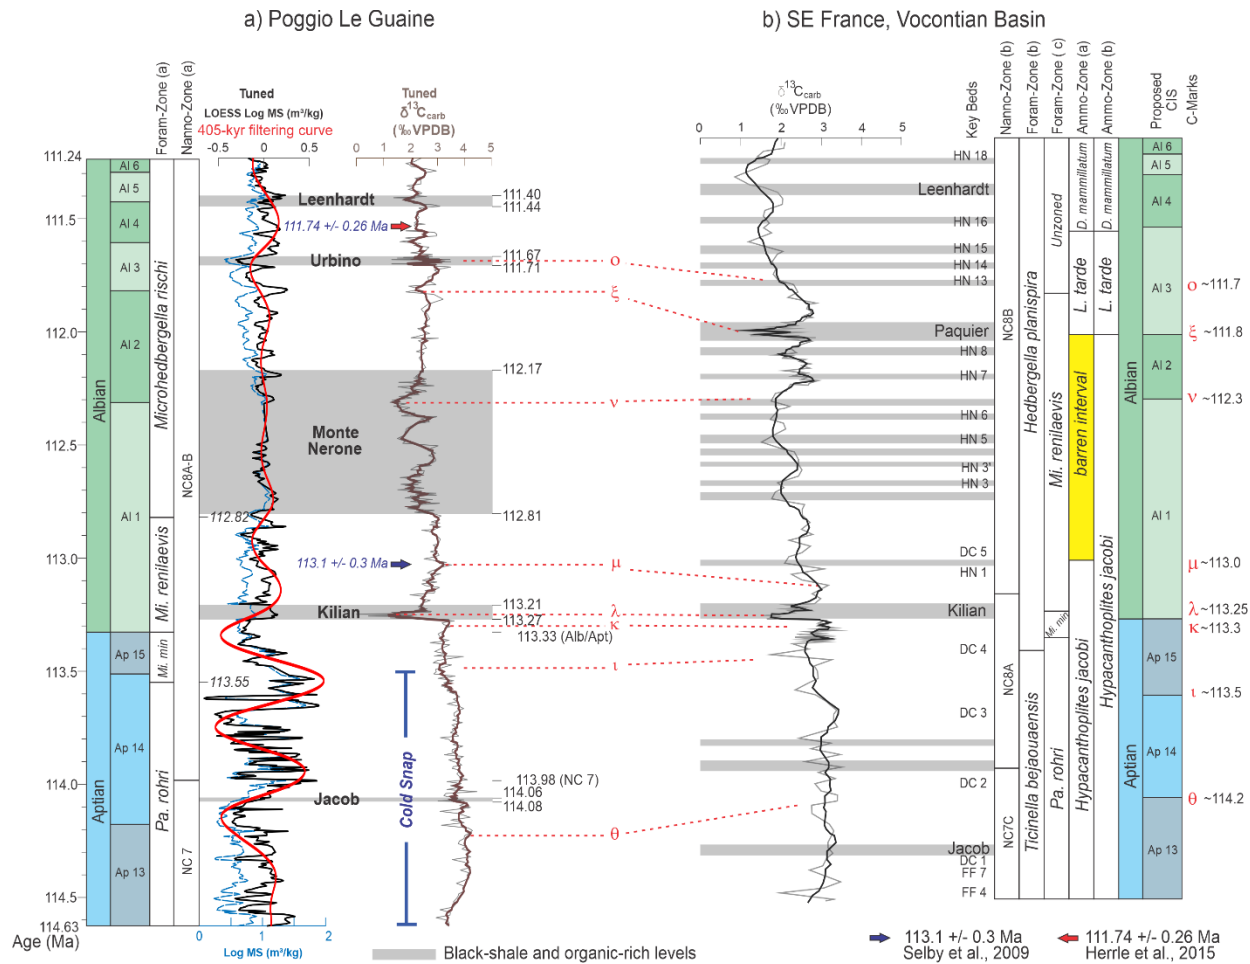 a) Poggio Le Guaine
b) SE France, Vocontian Basin
Foram-Zone (a)
Nanno-Zone (a)
Tuned
LOESS Log MS (m³/kg)
405-kyr filtering curve
-0.5 0.0 0.5
Tuned
δ¹³Ccarb
(‰ VPDB)
0 1 2 3 4 5
δ¹³Ccarb
(‰VPDB)
0 1 2 3 4 5
Key Beds
Nanno-Zone (b)
Foram-Zone (b)
Foram-Zone ( c)
Ammo-Zone (a)
Ammo-Zone (b)
Proposed
CIS
C-Marks
111.24
111.5
112.0
112.5
113.0
113.5
114.0
114.5
114.63
Age (Ma)
Albian
Aptian
Al 6
Al 5
Al 4
Al 3
Al 2
Al 1
Ap 15
Ap 14
Ap 13
Microhedbergella rischi
Mi. renilaevis
Mi. min
Pa. rohri
NC8A-B
NC 7
112.82
113.55
Leenhardt
111.74 +/- 0.26 Ma
Urbino
Monte
Nerone
113.1 +/- 0.3 Ma
Kilian
Jacob
Cold Snap
111.40
111.44
111.67
111.71
112.17
112.81
113.21
113.27
113.33 (Alb/Apt)
113.98 (NC 7)
114.06
114.08
ο
ξ
ν
μ
λ
κ
ι
θ
HN 18
Leenhardt
HN 16
HN 15
HN 14
HN 13
Paquier
HN 8
HN 7
HN 6
HN 5
HN 3'
HN 3
DC 5
HN 1
Kilian
DC 4
DC 3
DC 2
Jacob
DC 1
FF 7
FF 4
NC8B
NC8A
NC7C
Hedbergella planispira
Ticinella bejaouaensis
Unzoned
Mi. renilaevis
Mi. min
Pa. rohri
D. mammillatum
L. tarde
barren interval
Hypacanthoplites jacobi
D. mammillatum
L. tarde
Hypacanthoplites jacobi
Albian
Aptian
Al 6
Al 5
Al 4
Al 3
Al 2
Al 1
Ap 15
Ap 14
Ap 13
ο ~111.7
ξ ~111.8
ν ~112.3
μ ~113.0
λ ~113.25
κ ~113.3
ι ~113.5
θ ~114.2
0 1 2
Log MS (m³/kg)
Black-shale and organic-rich levels
113.1 +/- 0.3 Ma
Selby et al., 2009
111.74 +/- 0.26 Ma
Herrle et al., 2015